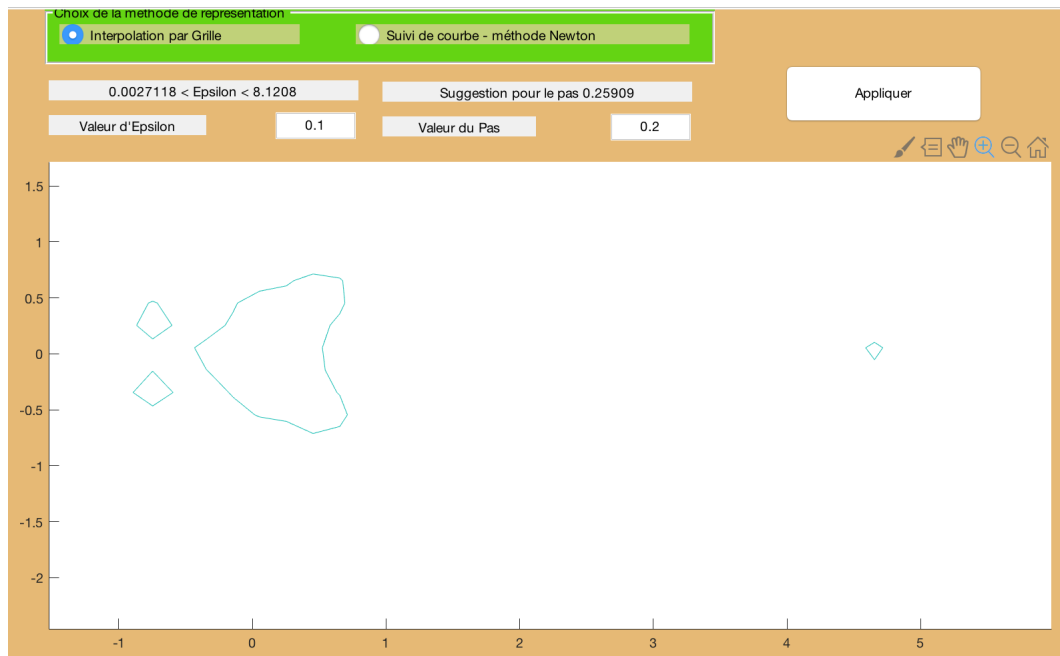 Choix de la méthode de représentation
Interpolation par Grille
Suivi de courbe - méthode Newton
0.0027118 < Epsilon < 8.1208
Suggestion pour le pas 0.25909
Appliquer
Valeur d'Epsilon
0.1
Valeur du Pas
0.2
1.5
1
0.5
0
-0.5
-1
-1.5
-2
-1 0 1 2 3 4 5